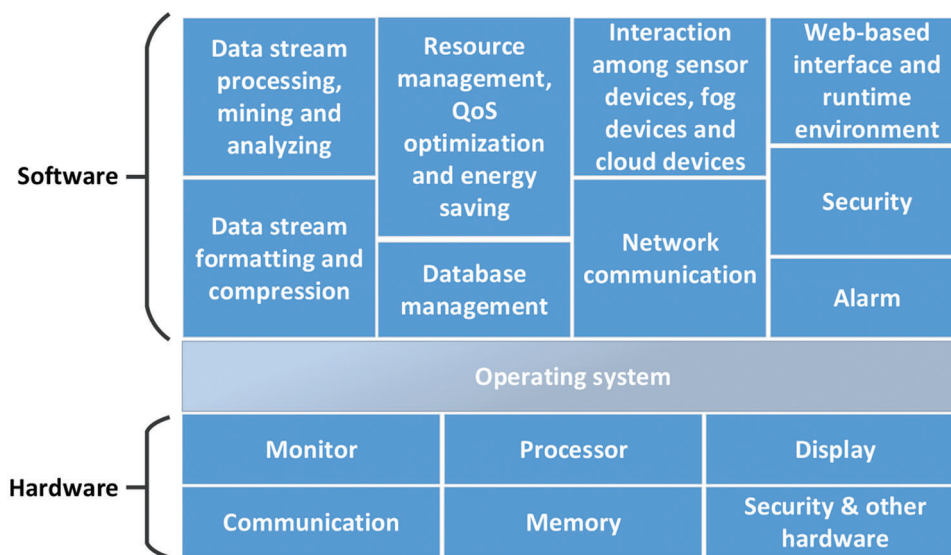 Software
Data stream
processing,
mining and
analyzing
Data stream
formatting and
compression
Resource
management,
QoS
optimization
and energy
saving
Database
management
Interaction
among sensor
devices, fog
devices and
cloud devices
Network
communication
Web-based
interface and
runtime
environment
Security
Alarm
Operating system
Hardware
Monitor
Processor
Display
Communication
Memory
Security & other
hardware